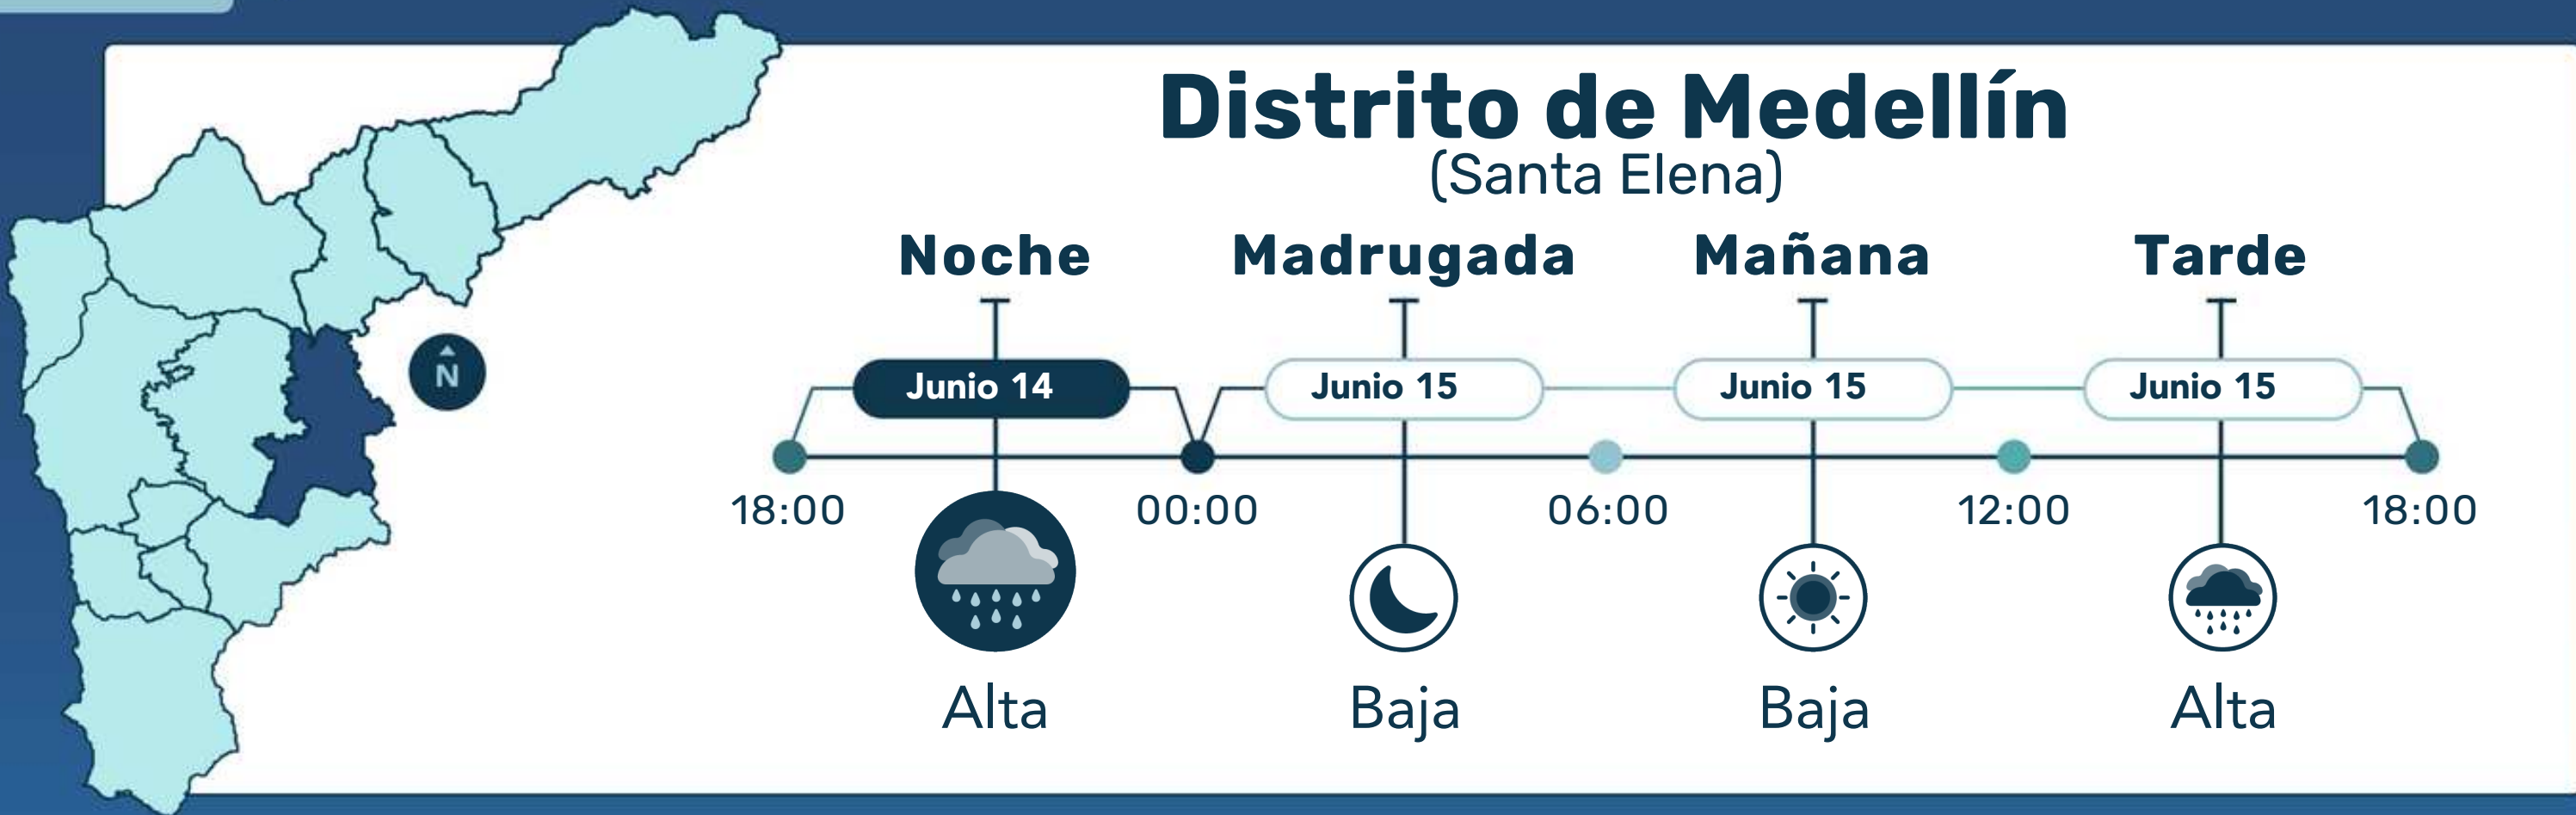 Distrito de Medellín
(Santa Elena)
Noche Madrugada Mañana Tarde
N
Junio 14 Junio 15 Junio 15 Junio 15
18:00 00:00 06:00 12:00 18:00
Alta Baja Baja Alta